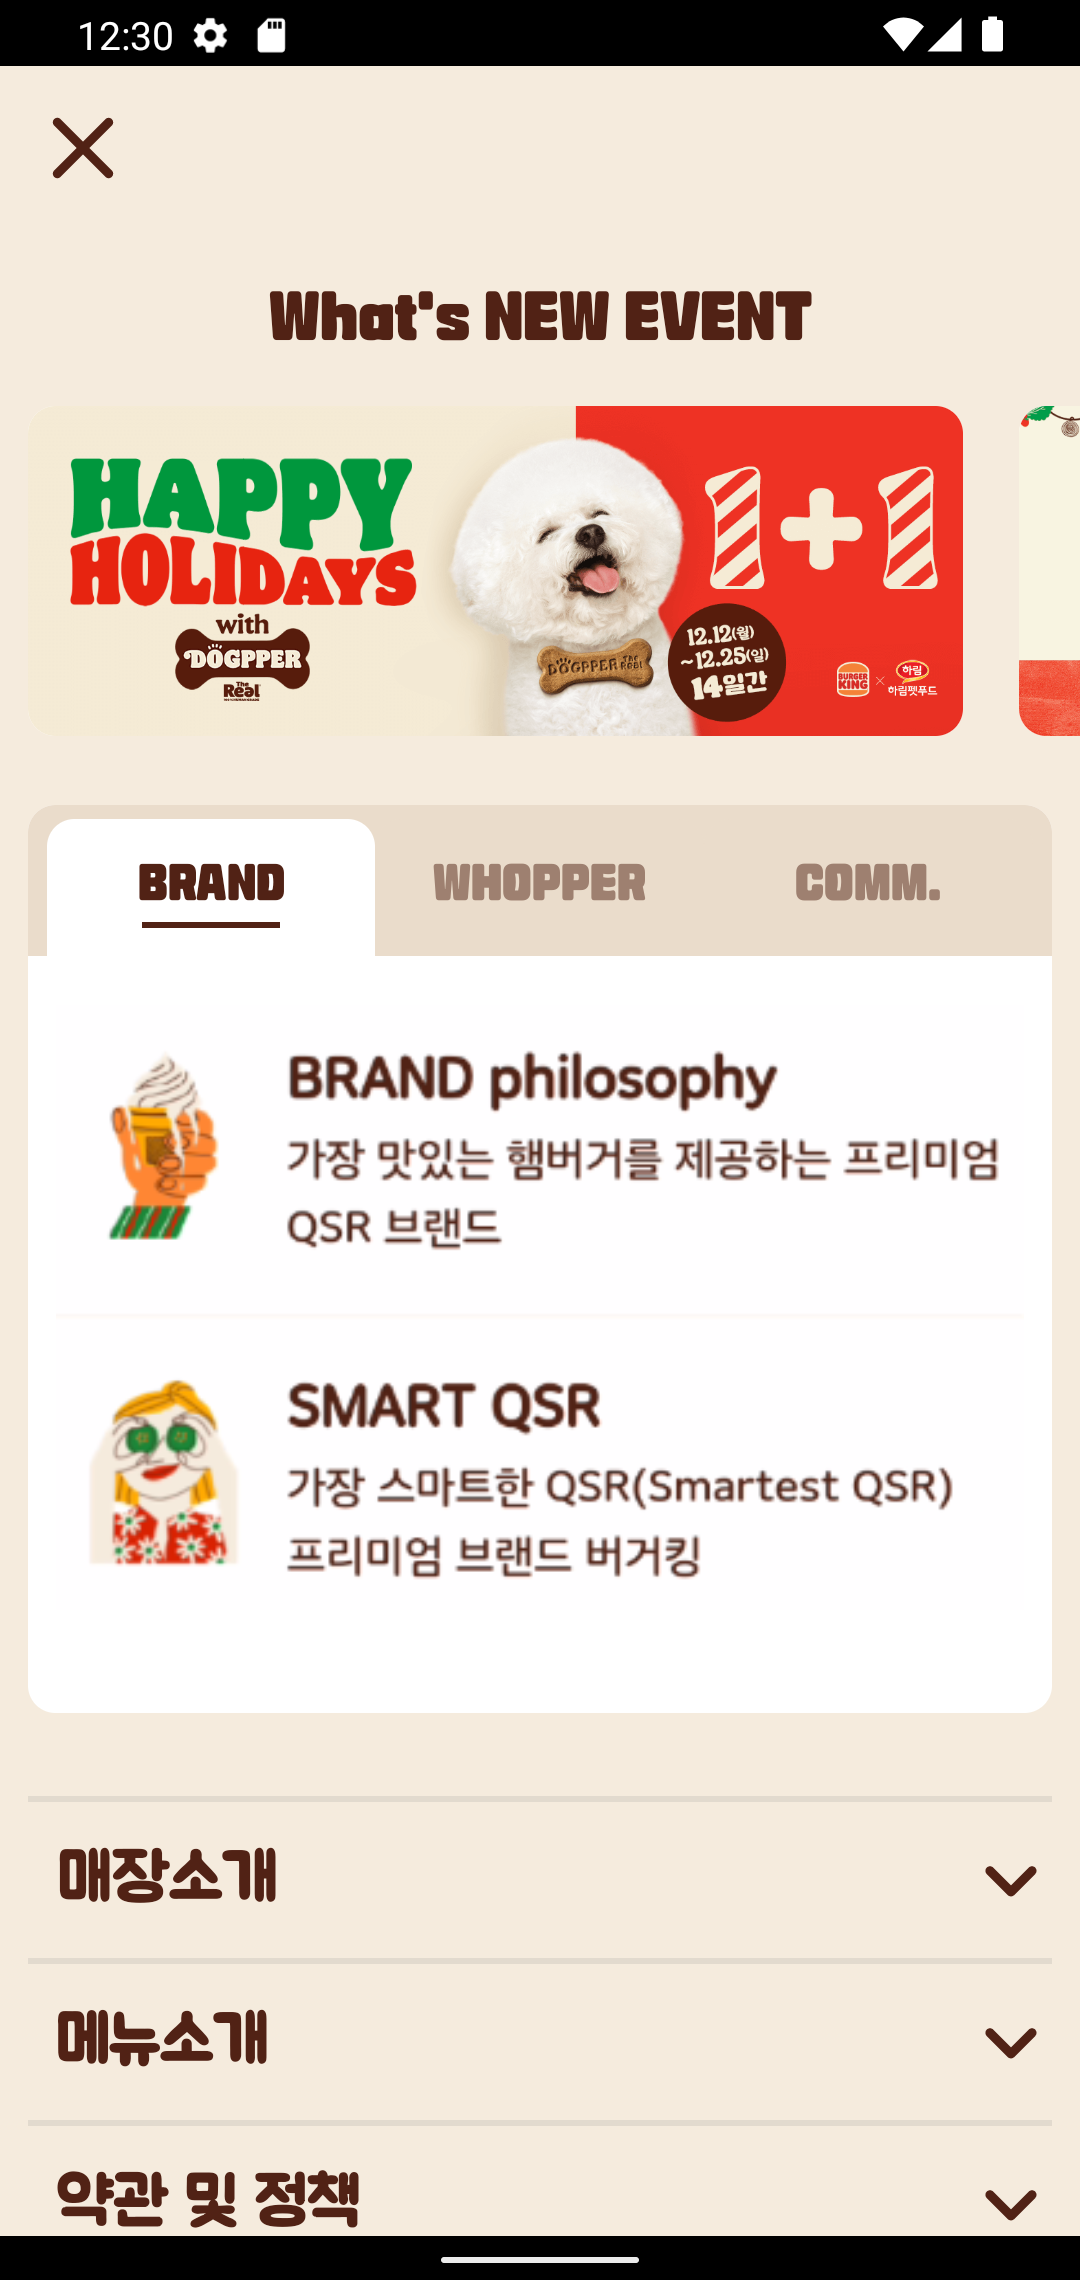 12:30
What's NEW EVENT
HAPPY
HOLIDAYS
with
DOGPPER
The
Real
DOGPPER The Real
1+1
12.12(월)
~12.25(일)
14일간
BURGER
KING
×
하림
하림펫푸드
BRAND
WHOPPER
COMM.
BRAND philosophy
가장 맛있는 햄버거를 제공하는 프리미엄
QSR 브랜드
SMART QSR
가장 스마트한 QSR(Smartest QSR)
프리미엄 브랜드 버거킹
매장소개
메뉴소개
약관 및 정책